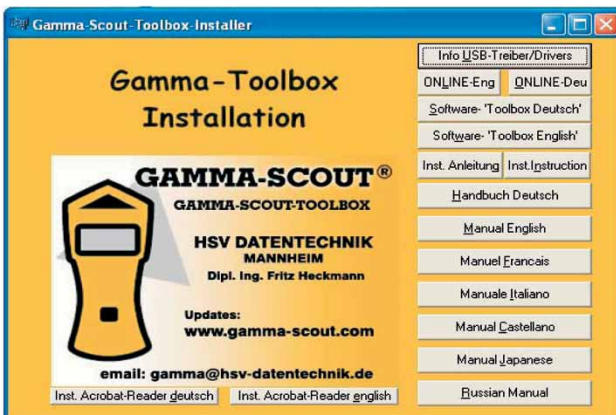 Gamma-Scout-Toolbox-Installer
Gamma-Toolbox
Installation
GAMMA-SCOUT®
GAMMA-SCOUT-TOOLBOX
HSV DATENTECHNIK
MANNHEIM
Dipl. Ing. Fritz Heckmann
Updates:
www.gamma-scout.com
email: gamma@hsv-datentechnik.de
Inst. Acrobat-Reader deutsch
Inst. Acrobat-Reader english
Info USB-Treiber/Drivers
ONLINE-Eng
ONLINE-Deu
Software- 'Toolbox Deutsch'
Software- 'Toolbox English'
Inst. Anleitung
Inst.Instruction
Handbuch Deutsch
Manual English
Manuel Francais
Manuale Italiano
Manual Castellano
Manual Japanese
Russian Manual